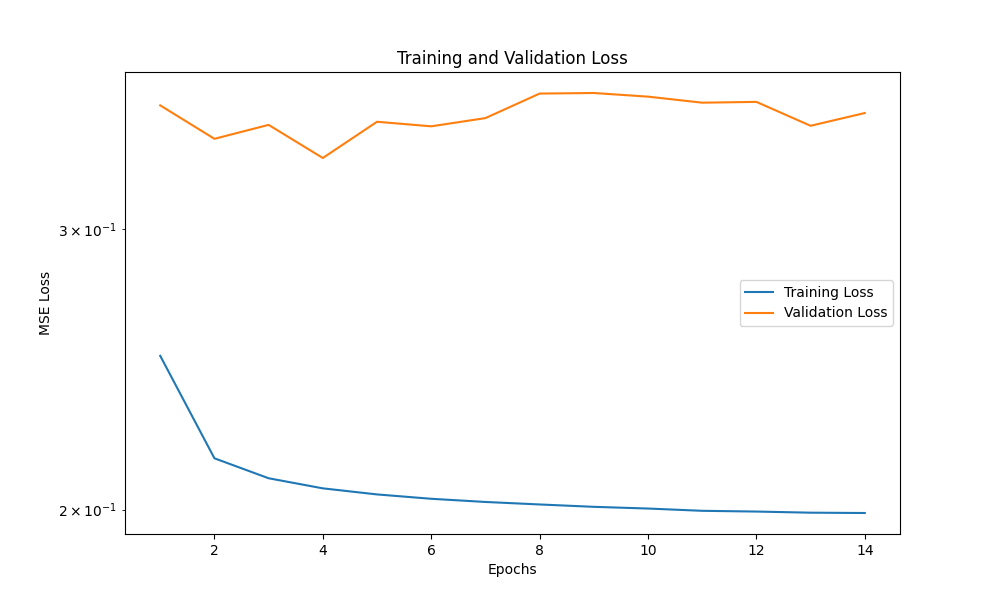 Training and Validation Loss
3 × 10⁻¹
MSE Loss
Training Loss
Validation Loss
2 × 10⁻¹
2 4 6 8 10 12 14
Epochs